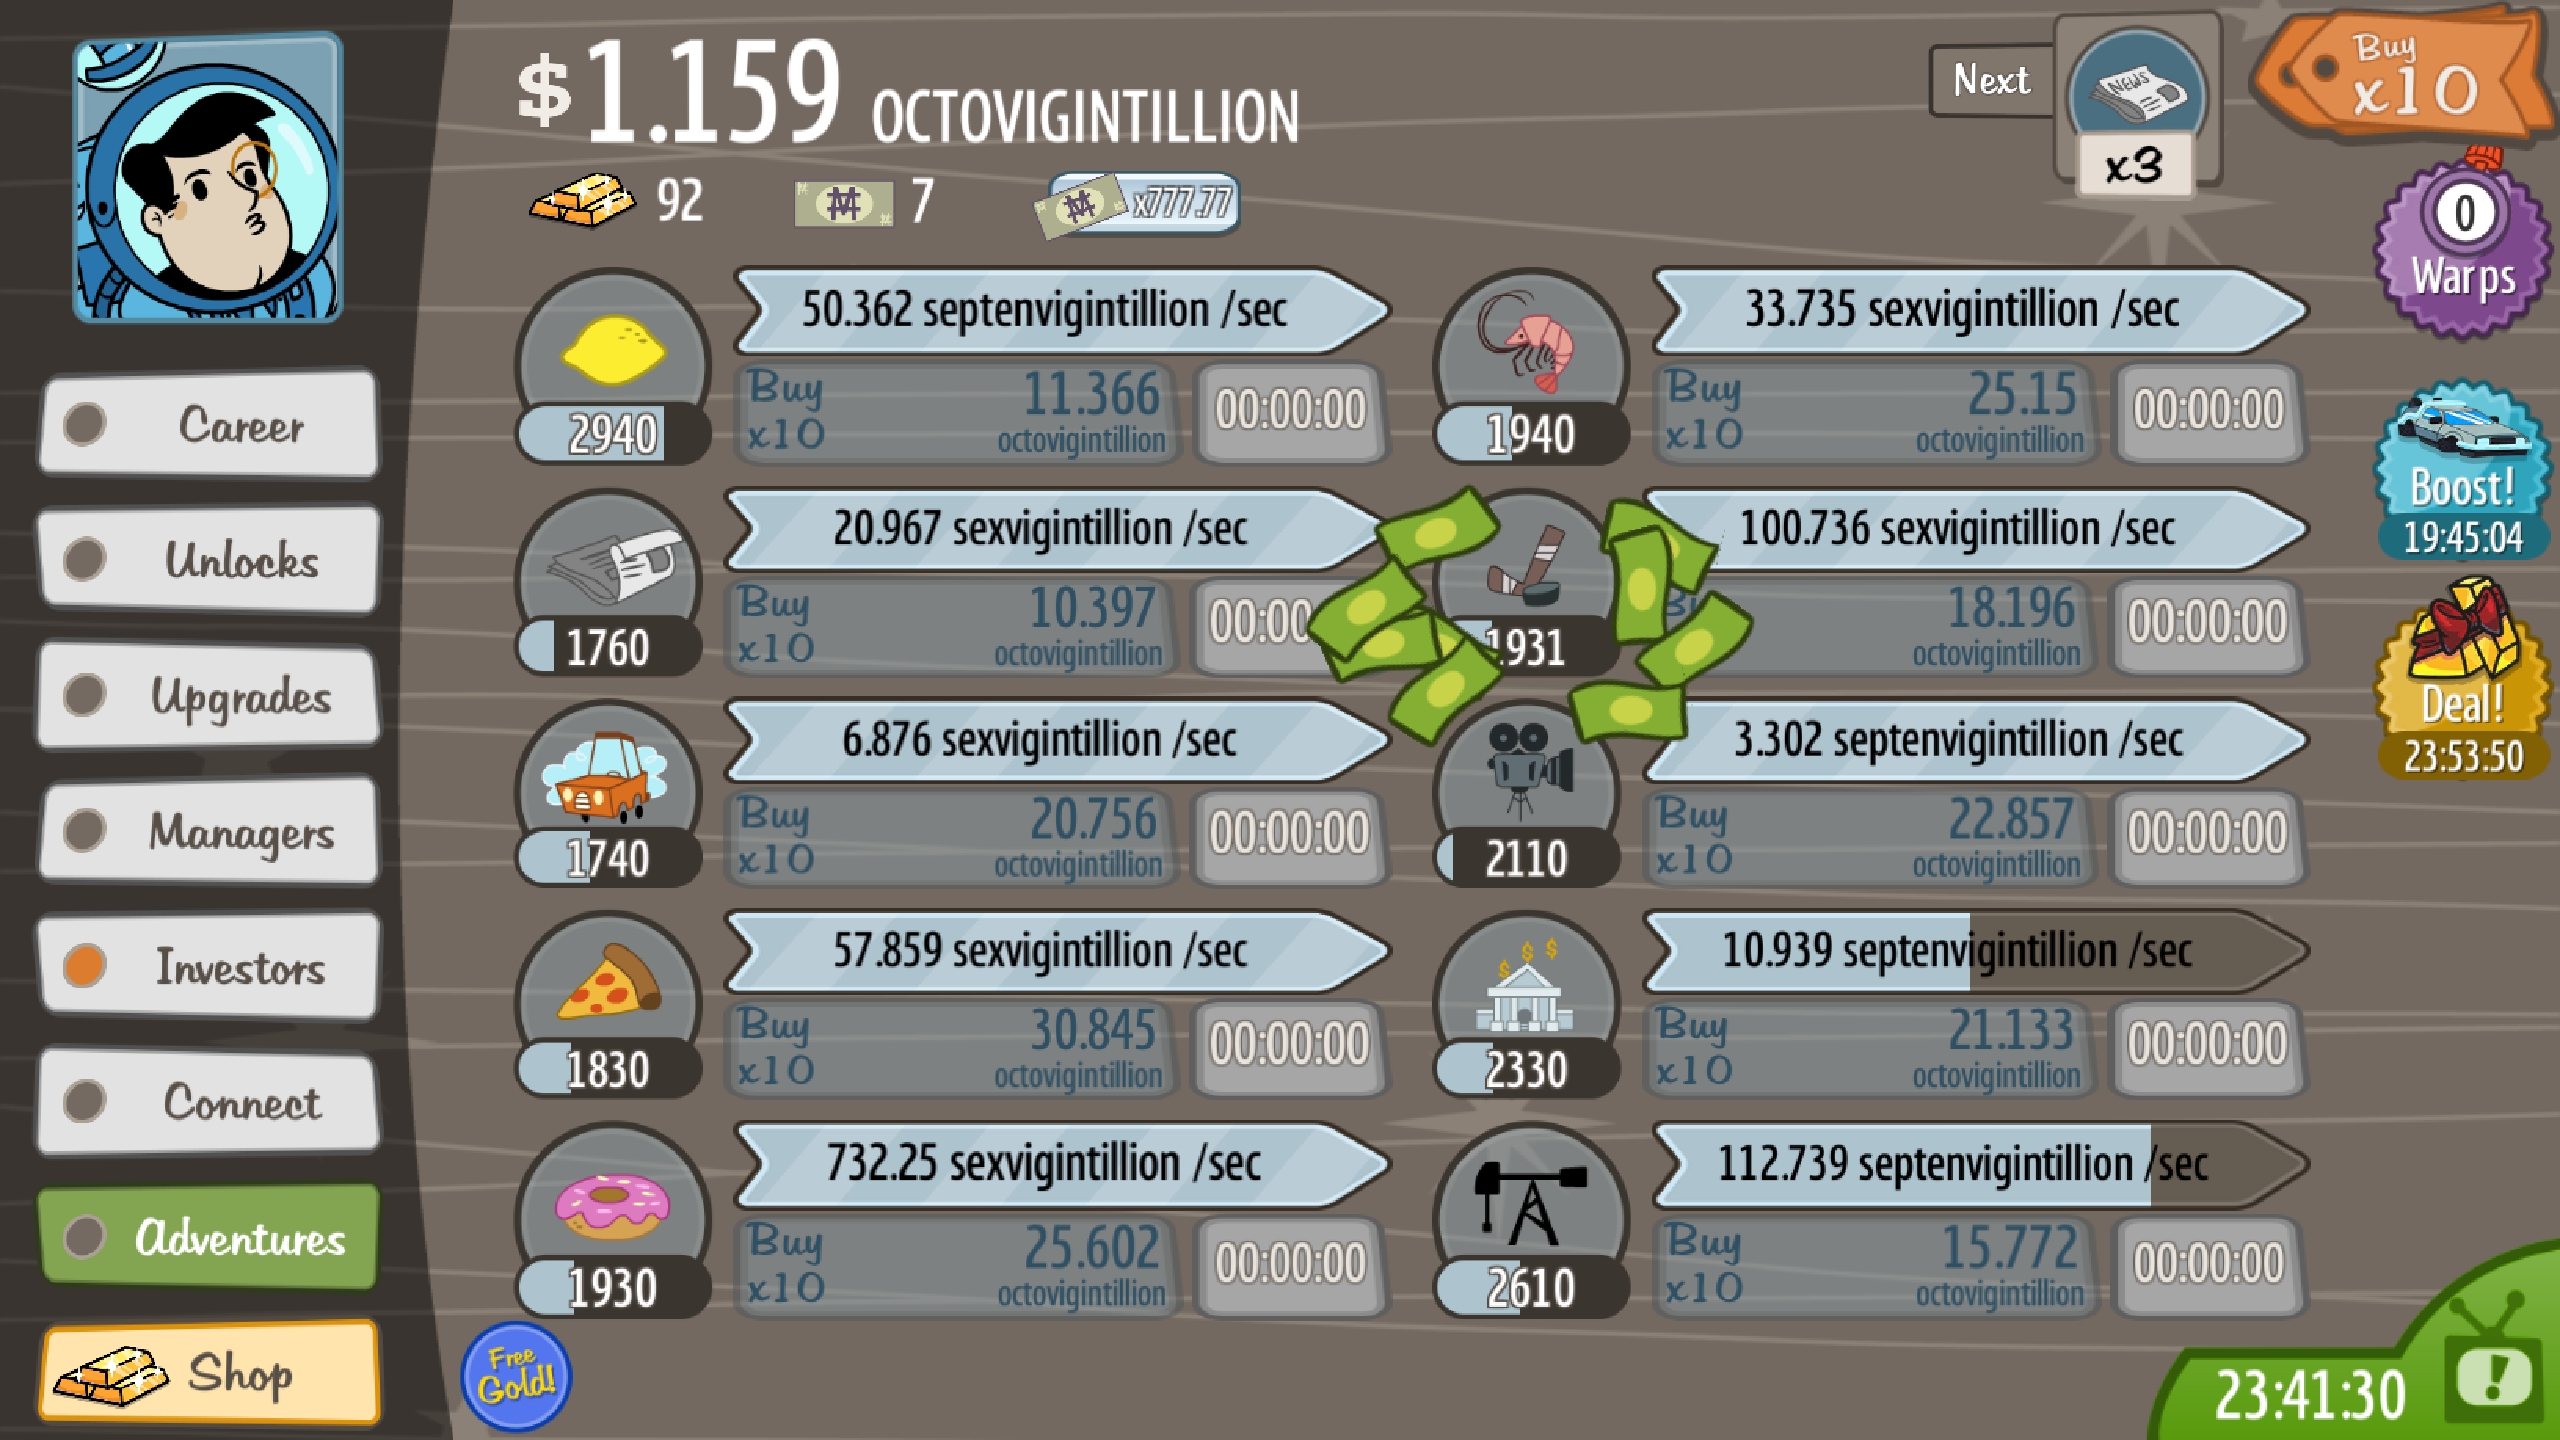 $1.159 OCTOVIGINTILLION
Next
NEWS
x3
Buy
x10
92
7
x777.77
0
Warps
Boost!
19:45:04
Deal!
23:53:50
Career
Unlocks
Upgrades
Managers
Investors
Connect
Adventures
Shop
50.362 septenvigintillion /sec
2940
Buy
x10
11.366
octovigintillion
00:00:00
33.735 sexvigintillion /sec
1940
Buy
x10
25.15
octovigintillion
00:00:00
20.967 sexvigintillion /sec
1760
Buy
x10
10.397
octovigintillion
00:00
100.736 sexvigintillion /sec
1931
18.196
octovigintillion
00:00:00
6.876 sexvigintillion /sec
1740
Buy
x10
20.756
octovigintillion
00:00:00
3.302 septenvigintillion /sec
2110
Buy
x10
22.857
octovigintillion
00:00:00
57.859 sexvigintillion /sec
1830
Buy
x10
30.845
octovigintillion
00:00:00
10.939 septenvigintillion /sec
2330
Buy
x10
21.133
octovigintillion
00:00:00
732.25 sexvigintillion /sec
1930
Buy
x10
25.602
octovigintillion
00:00:00
112.739 septenvigintillion /sec
2610
Buy
x10
15.772
octovigintillion
00:00:00
Free
Gold!
23:41:30